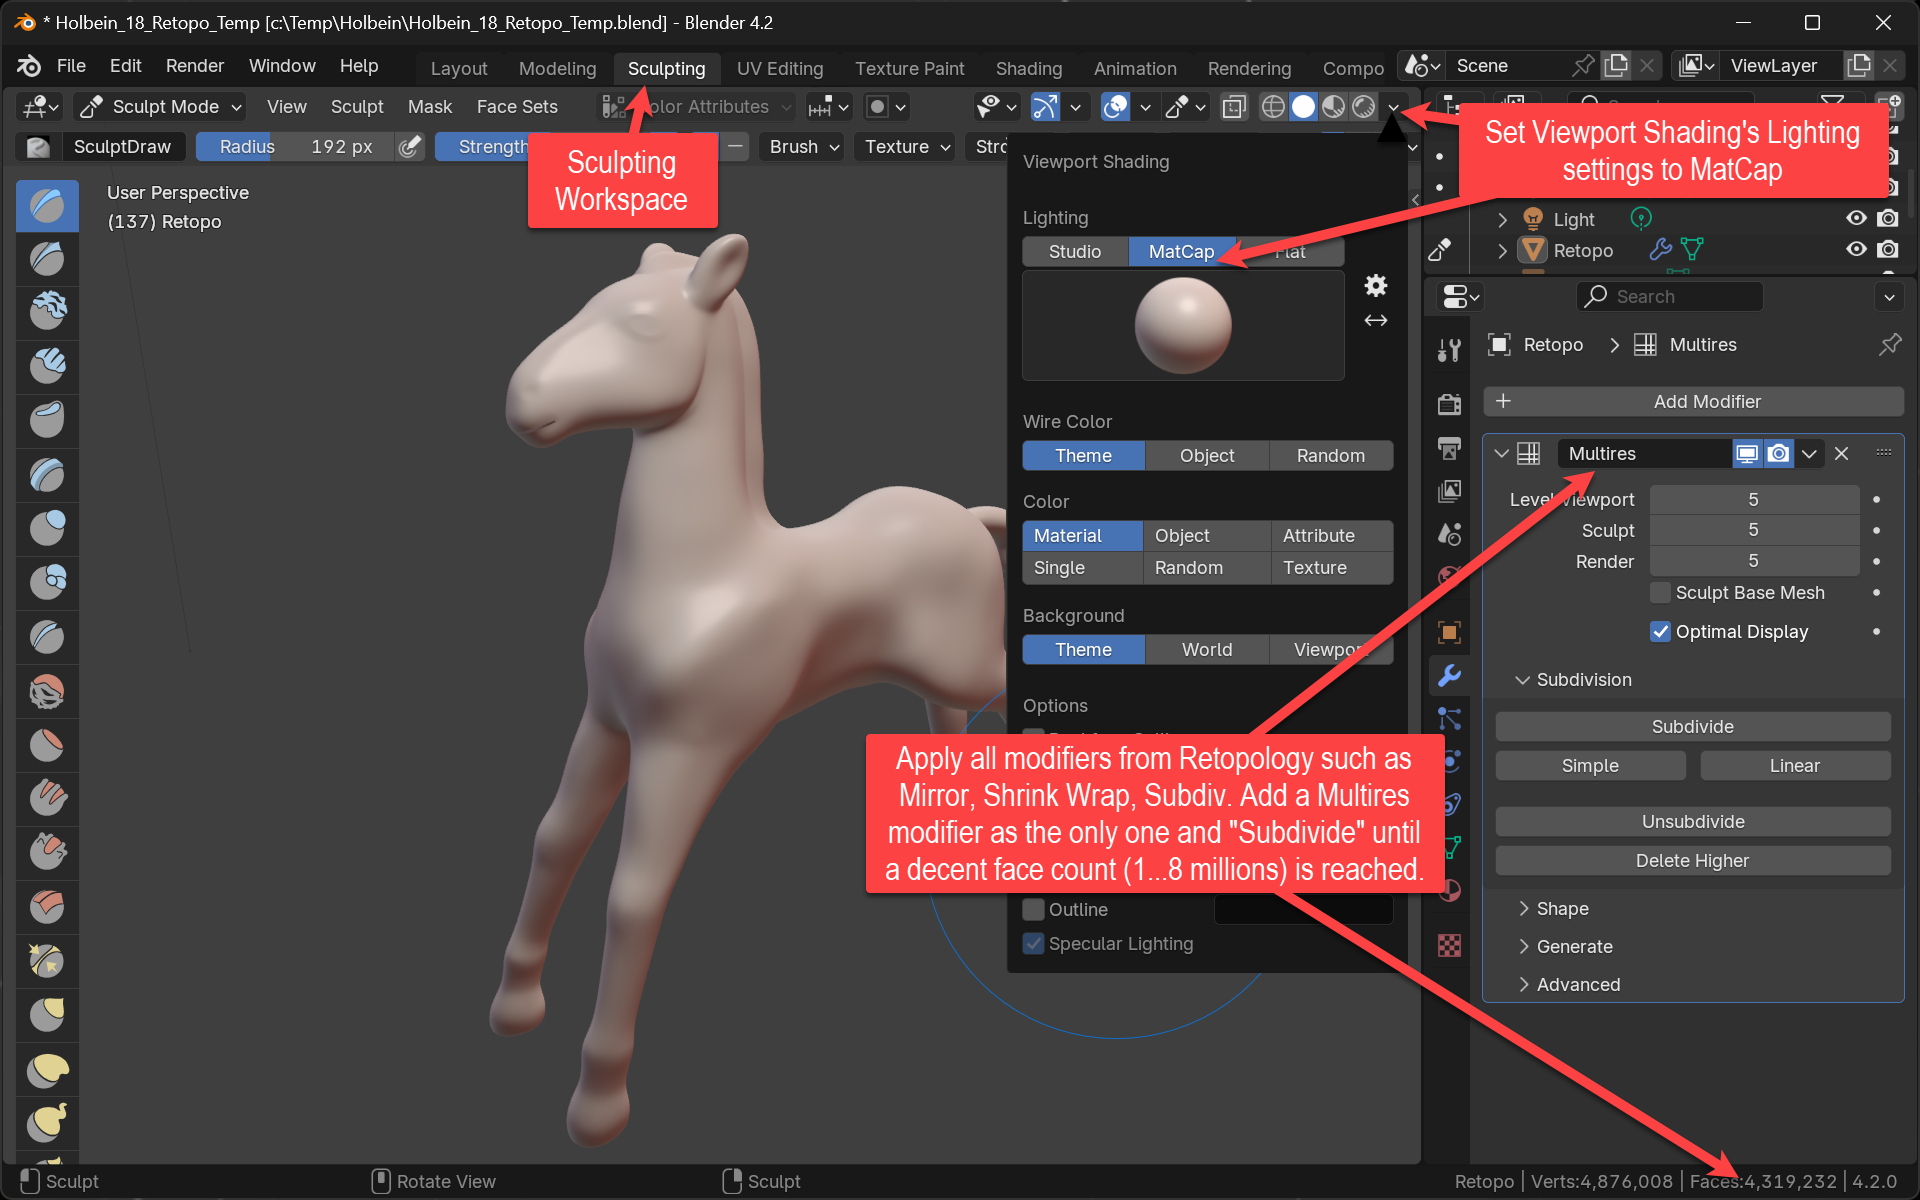 * Holbein_18_Retopo_Temp [c:\Temp\Holbein\Holbein_18_Retopo_Temp.blend] - Blender 4.2
File Edit Render Window Help Layout Modeling Sculpting UV Editing Texture Paint Shading Animation Rendering Compo Scene ViewLayer
Sculpt Mode View Sculpt Mask Face Sets Color Attributes
SculptDraw Radius 192 px Strength Brush Texture
User Perspective
(137) Retopo
Sculpting
Workspace
Viewport Shading
Lighting
Studio MatCap Flat
Wire Color
Theme Object Random
Color
Material Object Attribute
Single Random Texture
Background
Theme World Viewport
Options
Outline
Specular Lighting
Set Viewport Shading's Lighting
settings to MatCap
Light
Retopo
Search
Retopo > Multires
+ Add Modifier
Multires
Level Viewport 5
Sculpt 5
Render 5
Sculpt Base Mesh
Optimal Display
Subdivision
Subdivide
Simple Linear
Unsubdivide
Delete Higher
Shape
Generate
Advanced
Apply all modifiers from Retopology such as
Mirror, Shrink Wrap, Subdiv. Add a Multires
modifier as the only one and "Subdivide" until
a decent face count (1...8 millions) is reached.
Sculpt Rotate View Sculpt Retopo | Verts:4,876,008 | Faces:4,319,232 | 4.2.0